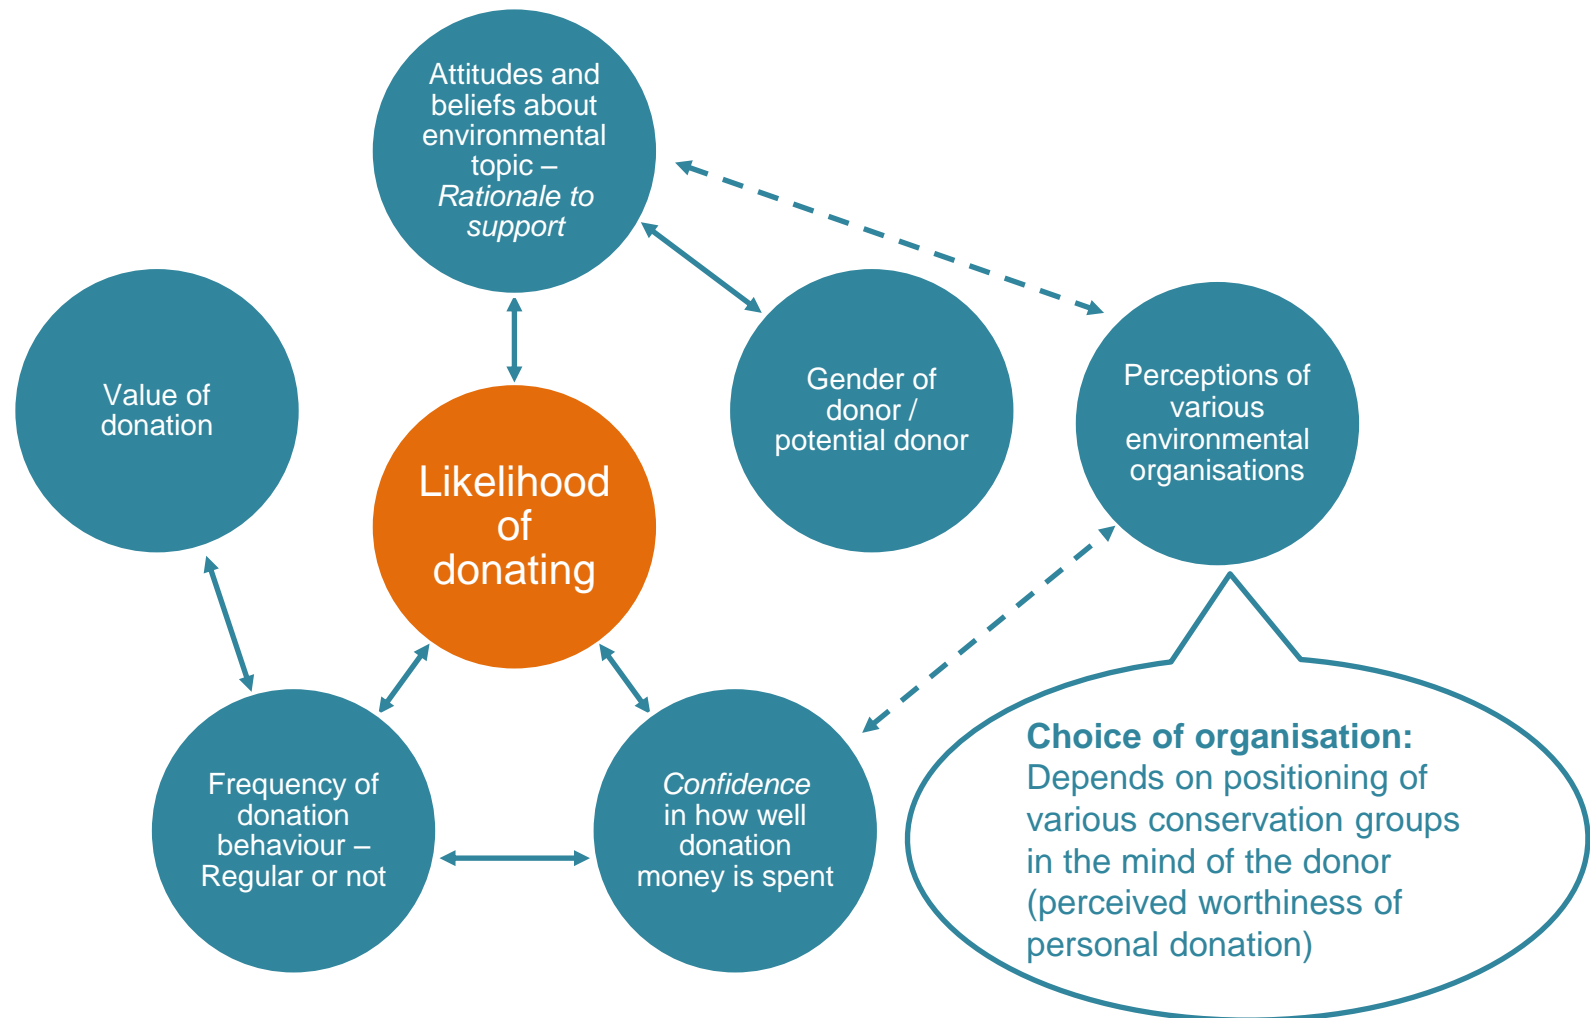 Attitudes and
beliefs about
environmental
topic –
Rationale to
support
Value of
donation
Gender of
donor /
potential donor
Perceptions of
various
environmental
organisations
Likelihood
of
donating
Frequency of
donation
behaviour –
Regular or not
Confidence
in how well
donation
money is spent
Choice of organisation:
Depends on positioning of
various conservation groups
in the mind of the donor
(perceived worthiness of
personal donation)